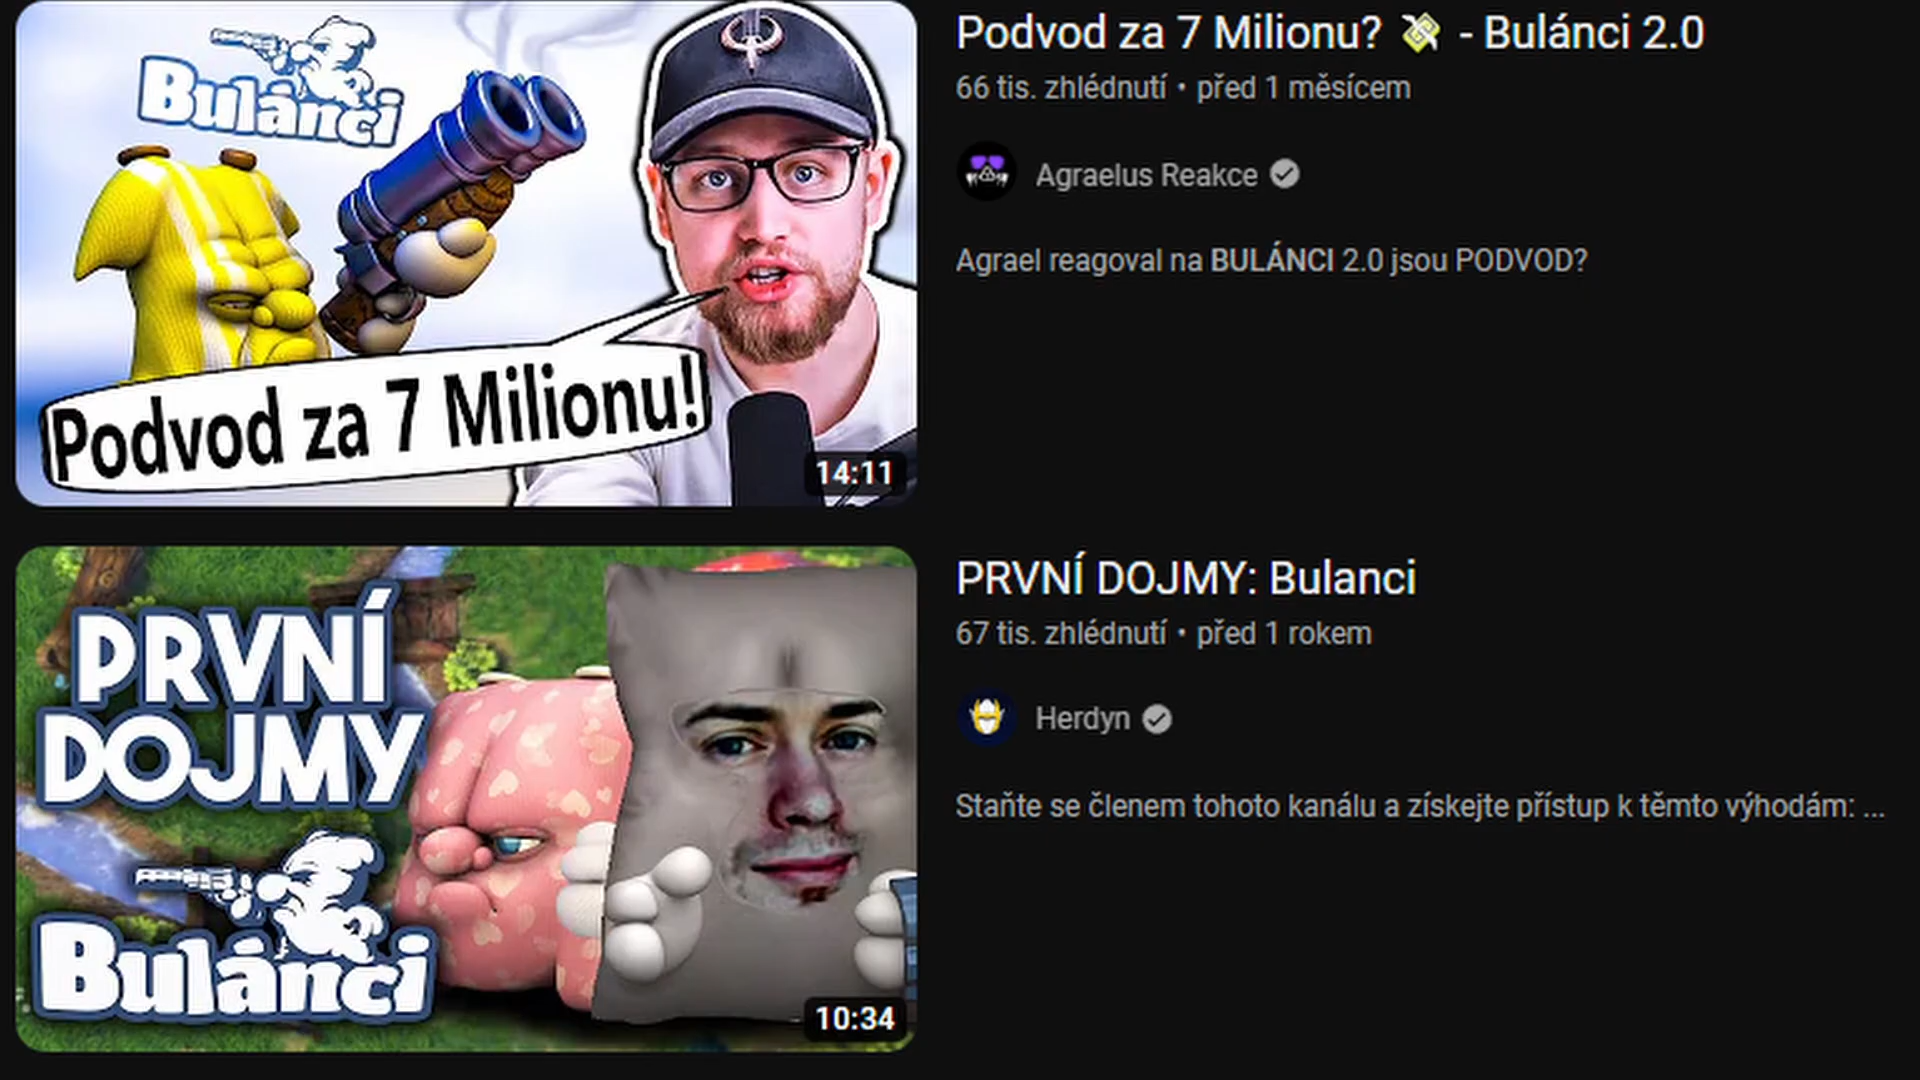 Bulánci
Podvod za 7 Milionu!
14:11
Podvod za 7 Milionu? 💸 - Bulánci 2.0
66 tis. zhlédnutí • před 1 měsícem
Agraelus Reakce
Agrael reagoval na BULÁNCI 2.0 jsou PODVOD?
PRVNÍ
DOJMY
Bulánci
10:34
PRVNÍ DOJMY: Bulanci
67 tis. zhlédnutí • před 1 rokem
Herdyn
Staňte se členem tohoto kanálu a získejte přístup k těmto výhodám: ...